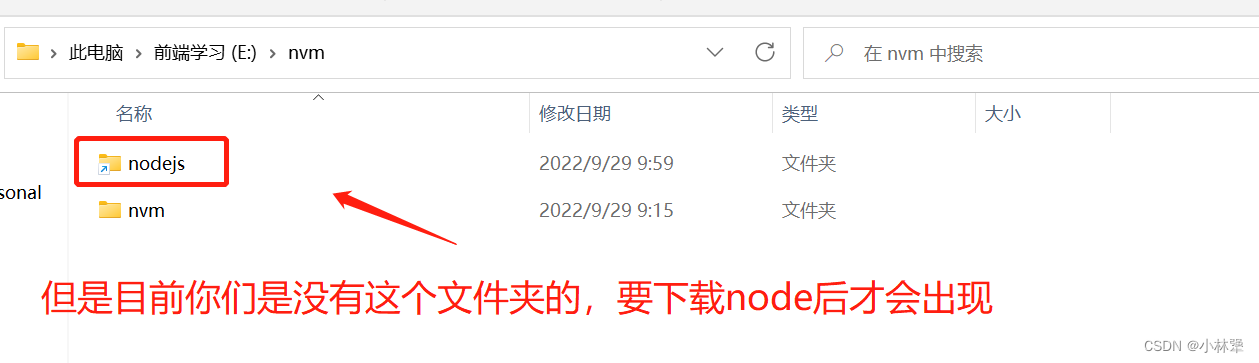 此电脑 > 前端学习 (E:) > nvm
在 nvm 中搜索
名称 修改日期 类型 大小
nodejs 2022/9/29 9:59 文件夹
sonal
nvm 2022/9/29 9:15 文件夹
但是目前你们是没有这个文件夹的，要下载node后才会出现
CSDN @小林犟